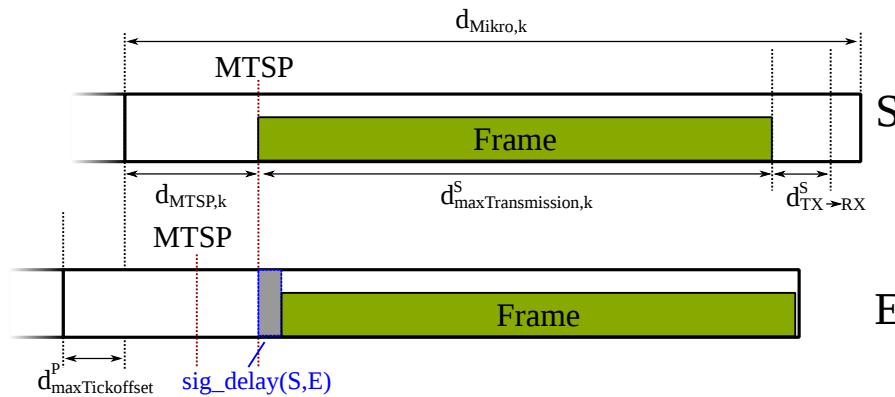 d_Mikro,k
MTSP
S
Frame
d_MTSP,k
d^S_maxTransmission,k
d^S_TX→RX
MTSP
E
Frame
d^P_maxTickoffset
sig_delay(S,E)